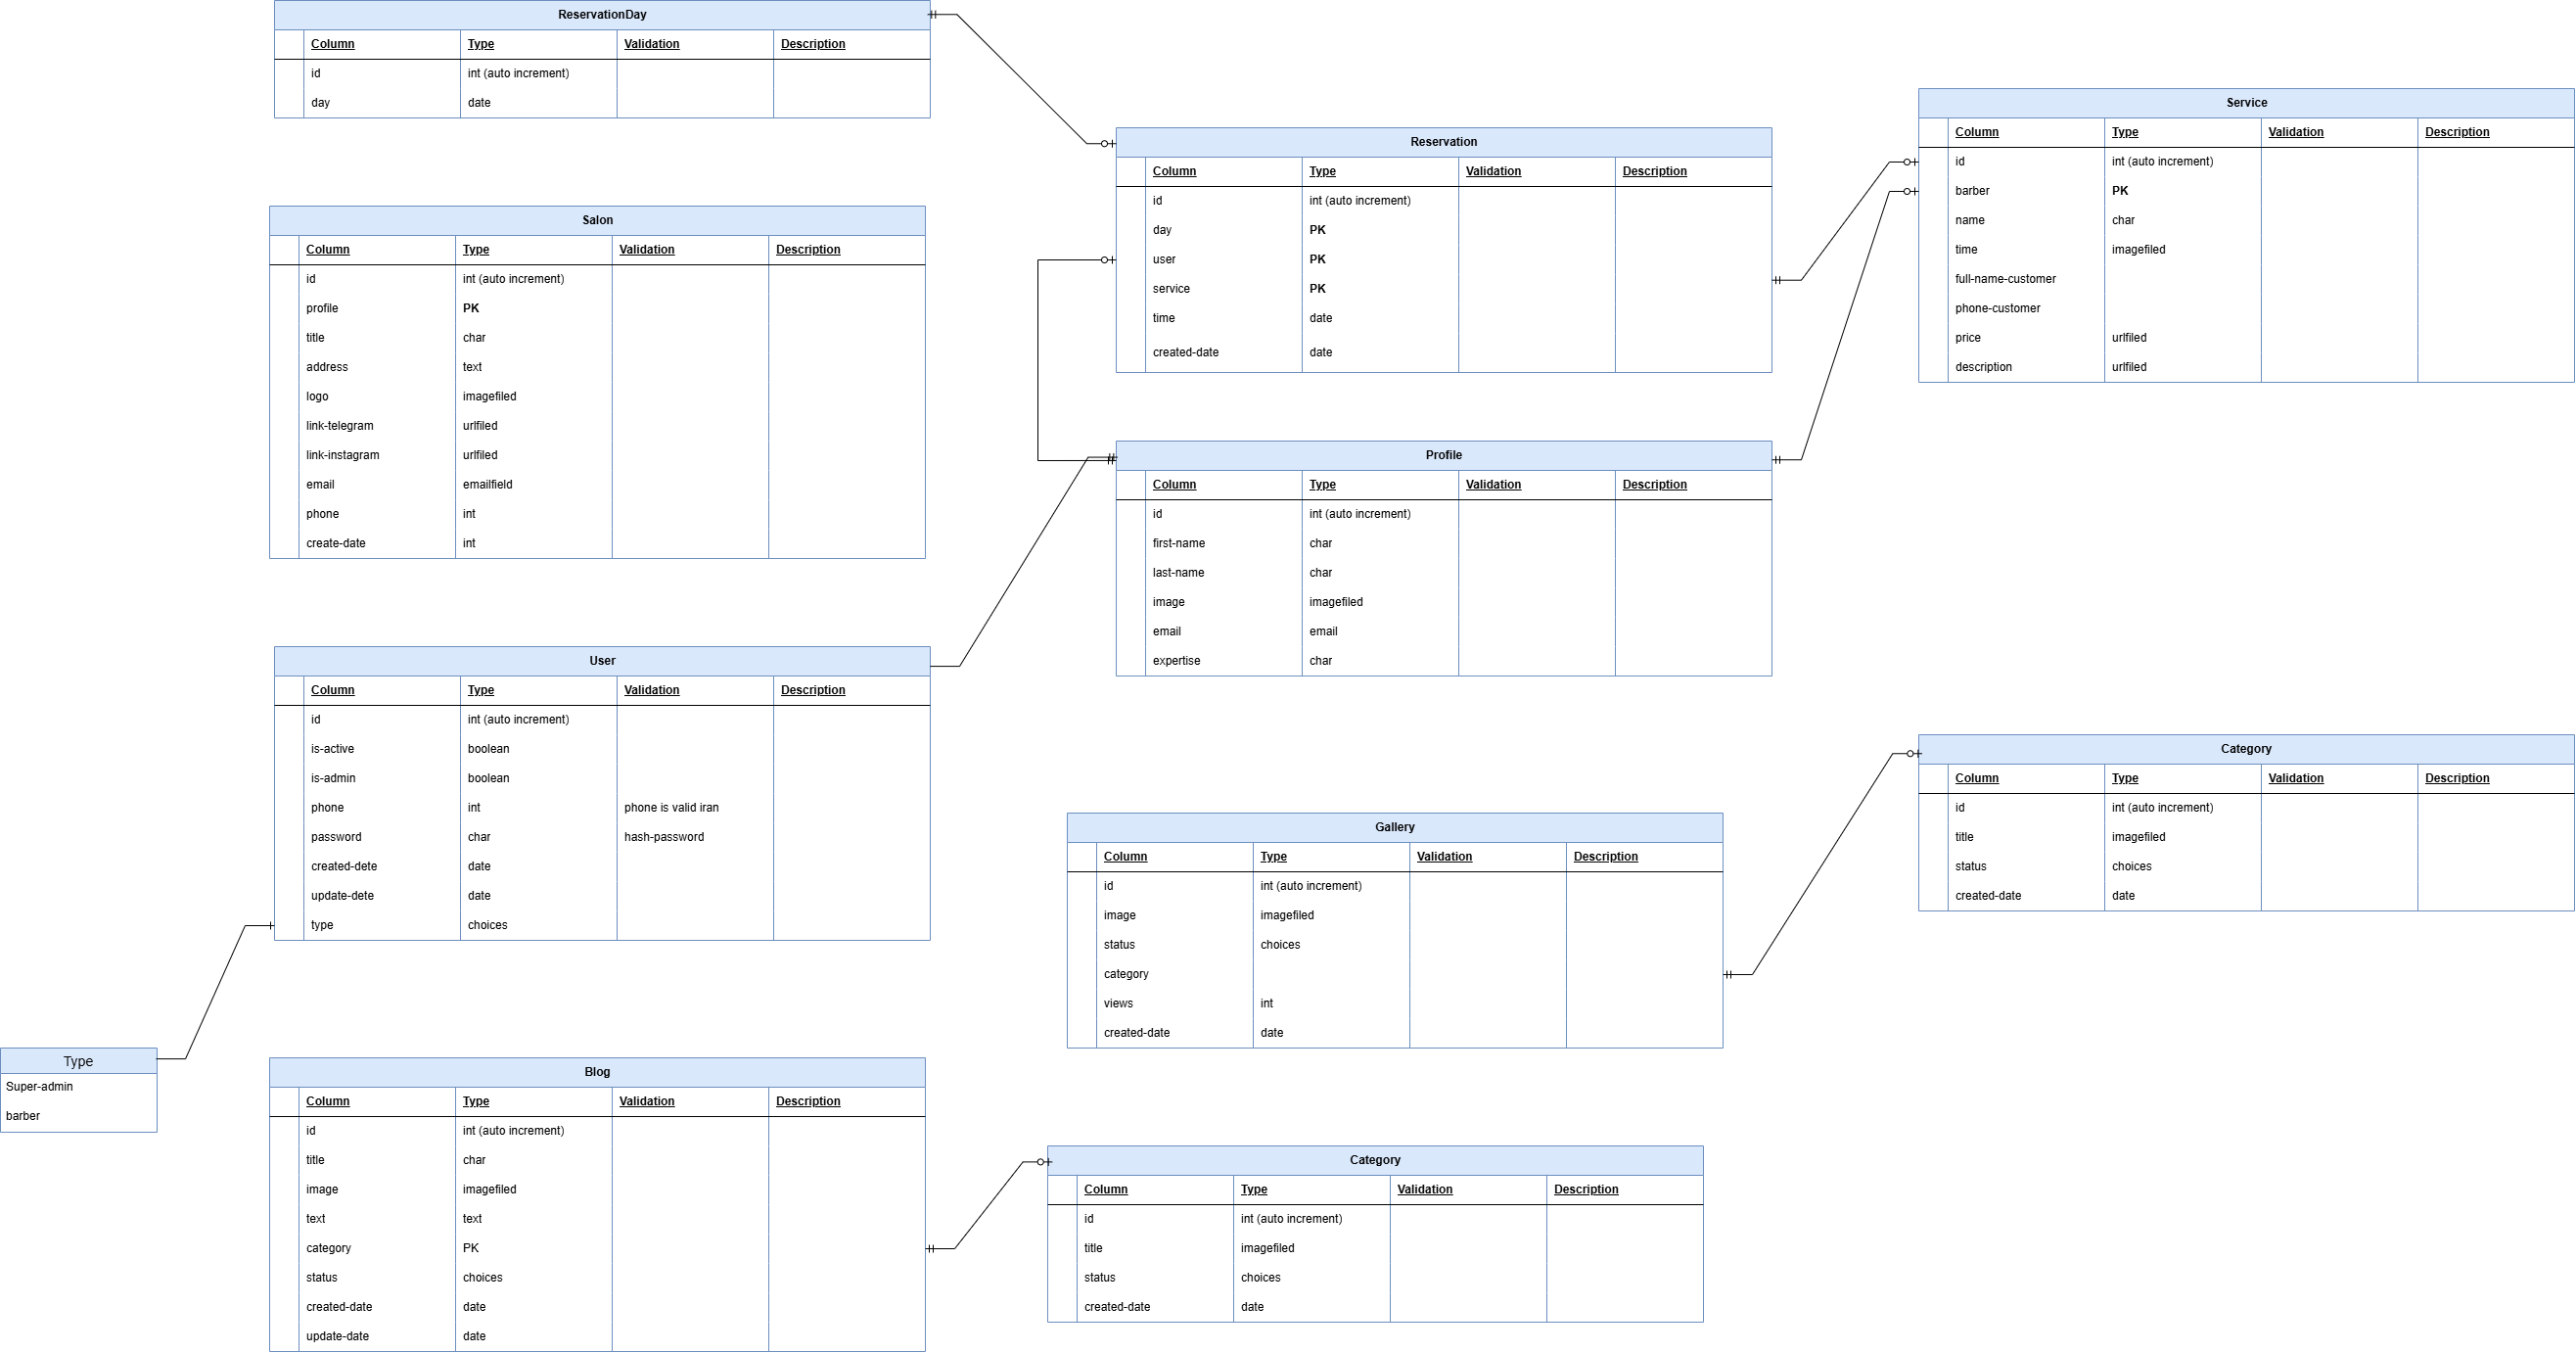 ReservationDay
Column Type Validation Description
id int (auto increment)
day date
Salon
Column Type Validation Description
id int (auto increment)
profile PK
title char
address text
logo imagefiled
link-telegram urlfiled
link-instagram urlfiled
email emailfield
phone int
create-date int
Reservation
Column Type Validation Description
id int (auto increment)
day PK
user PK
service PK
time date
created-date date
Service
Column Type Validation Description
id int (auto increment)
barber PK
name char
time imagefiled
full-name-customer
phone-customer
price urlfiled
description urlfiled
Profile
Column Type Validation Description
id int (auto increment)
first-name char
last-name char
image imagefiled
email email
expertise char
User
Column Type Validation Description
id int (auto increment)
is-active boolean
is-admin boolean
phone int phone is valid iran
password char hash-password
created-dete date
update-dete date
type choices
Category
Column Type Validation Description
id int (auto increment)
title imagefiled
status choices
created-date date
Gallery
Column Type Validation Description
id int (auto increment)
image imagefiled
status choices
category
views int
created-date date
Type
Super-admin
barber
Blog
Column Type Validation Description
id int (auto increment)
title char
image imagefiled
text text
category PK
status choices
created-date date
update-date date
Category
Column Type Validation Description
id int (auto increment)
title imagefiled
status choices
created-date date